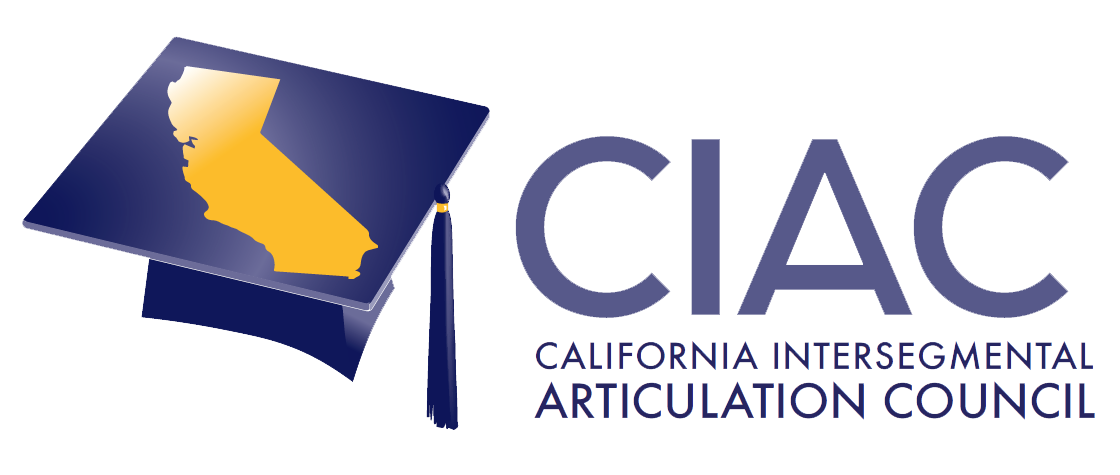 CIAC
CALIFORNIA INTERSEGMENTAL
ARTICULATION COUNCIL